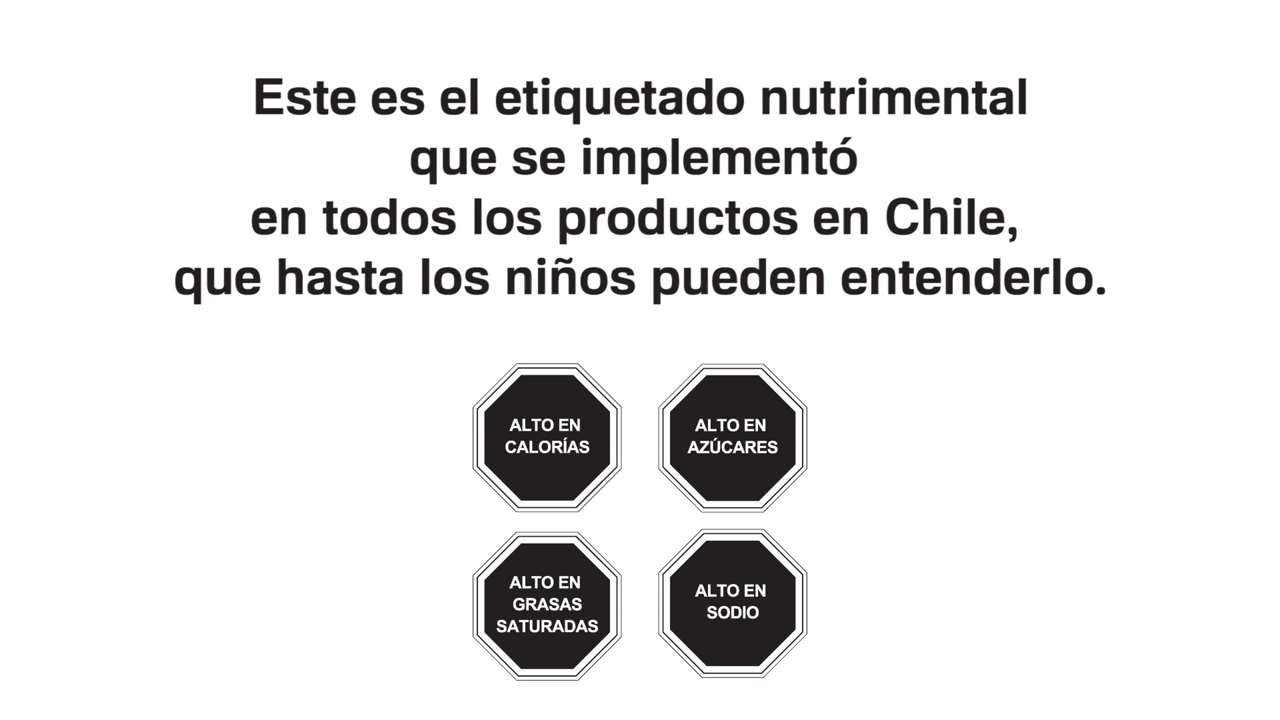 Este es el etiquetado nutrimental
que se implementó
en todos los productos en Chile,
que hasta los niños pueden entenderlo.
ALTO EN
CALORÍAS
ALTO EN
AZÚCARES
ALTO EN
GRASAS
SATURADAS
ALTO EN
SODIO